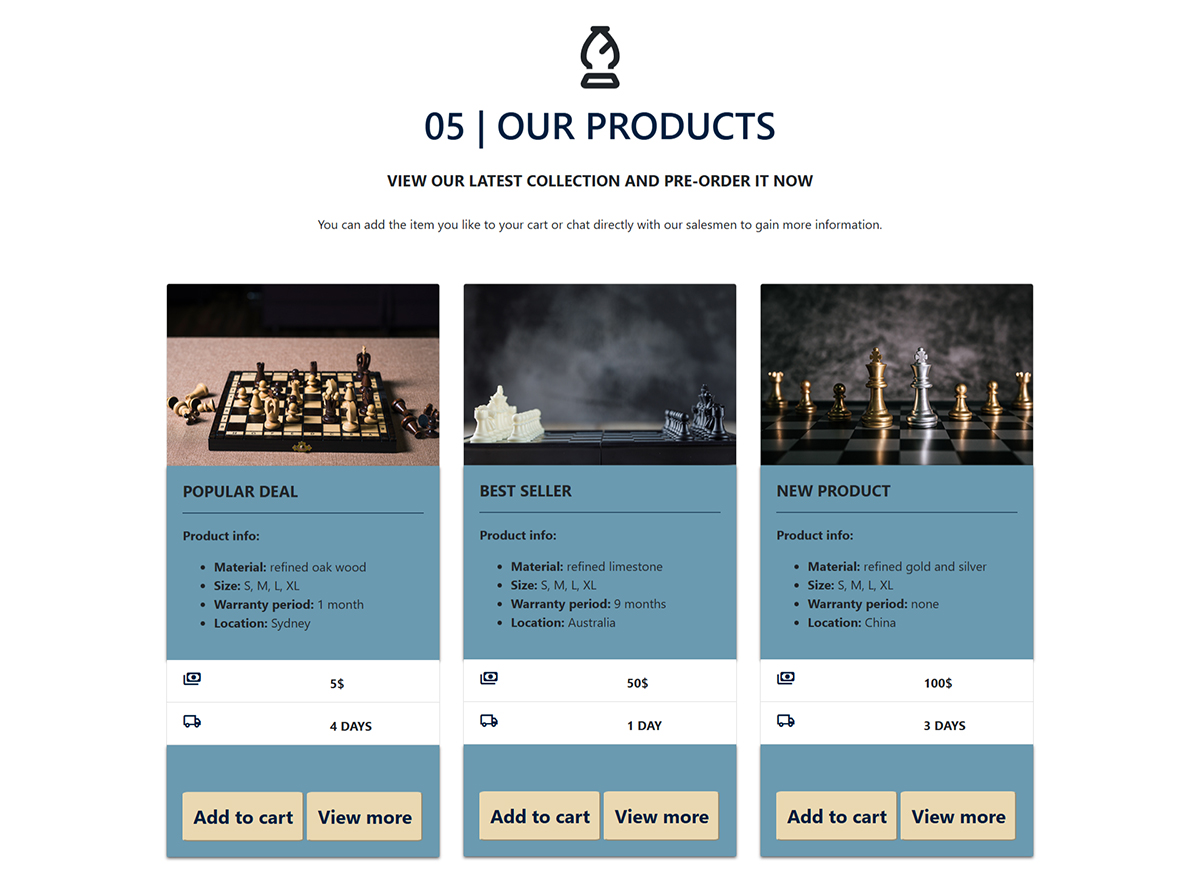 05 | OUR PRODUCTS
VIEW OUR LATEST COLLECTION AND PRE-ORDER IT NOW
You can add the item you like to your cart or chat directly with our salesmen to gain more information.
POPULAR DEAL
Product info:
Material: refined oak wood
Size: S, M, L, XL
Warranty period: 1 month
Location: Sydney
5$
4 DAYS
Add to cart
View more
BEST SELLER
Product info:
Material: refined limestone
Size: S, M, L, XL
Warranty period: 9 months
Location: Australia
50$
1 DAY
Add to cart
View more
NEW PRODUCT
Product info:
Material: refined gold and silver
Size: S, M, L, XL
Warranty period: none
Location: China
100$
3 DAYS
Add to cart
View more